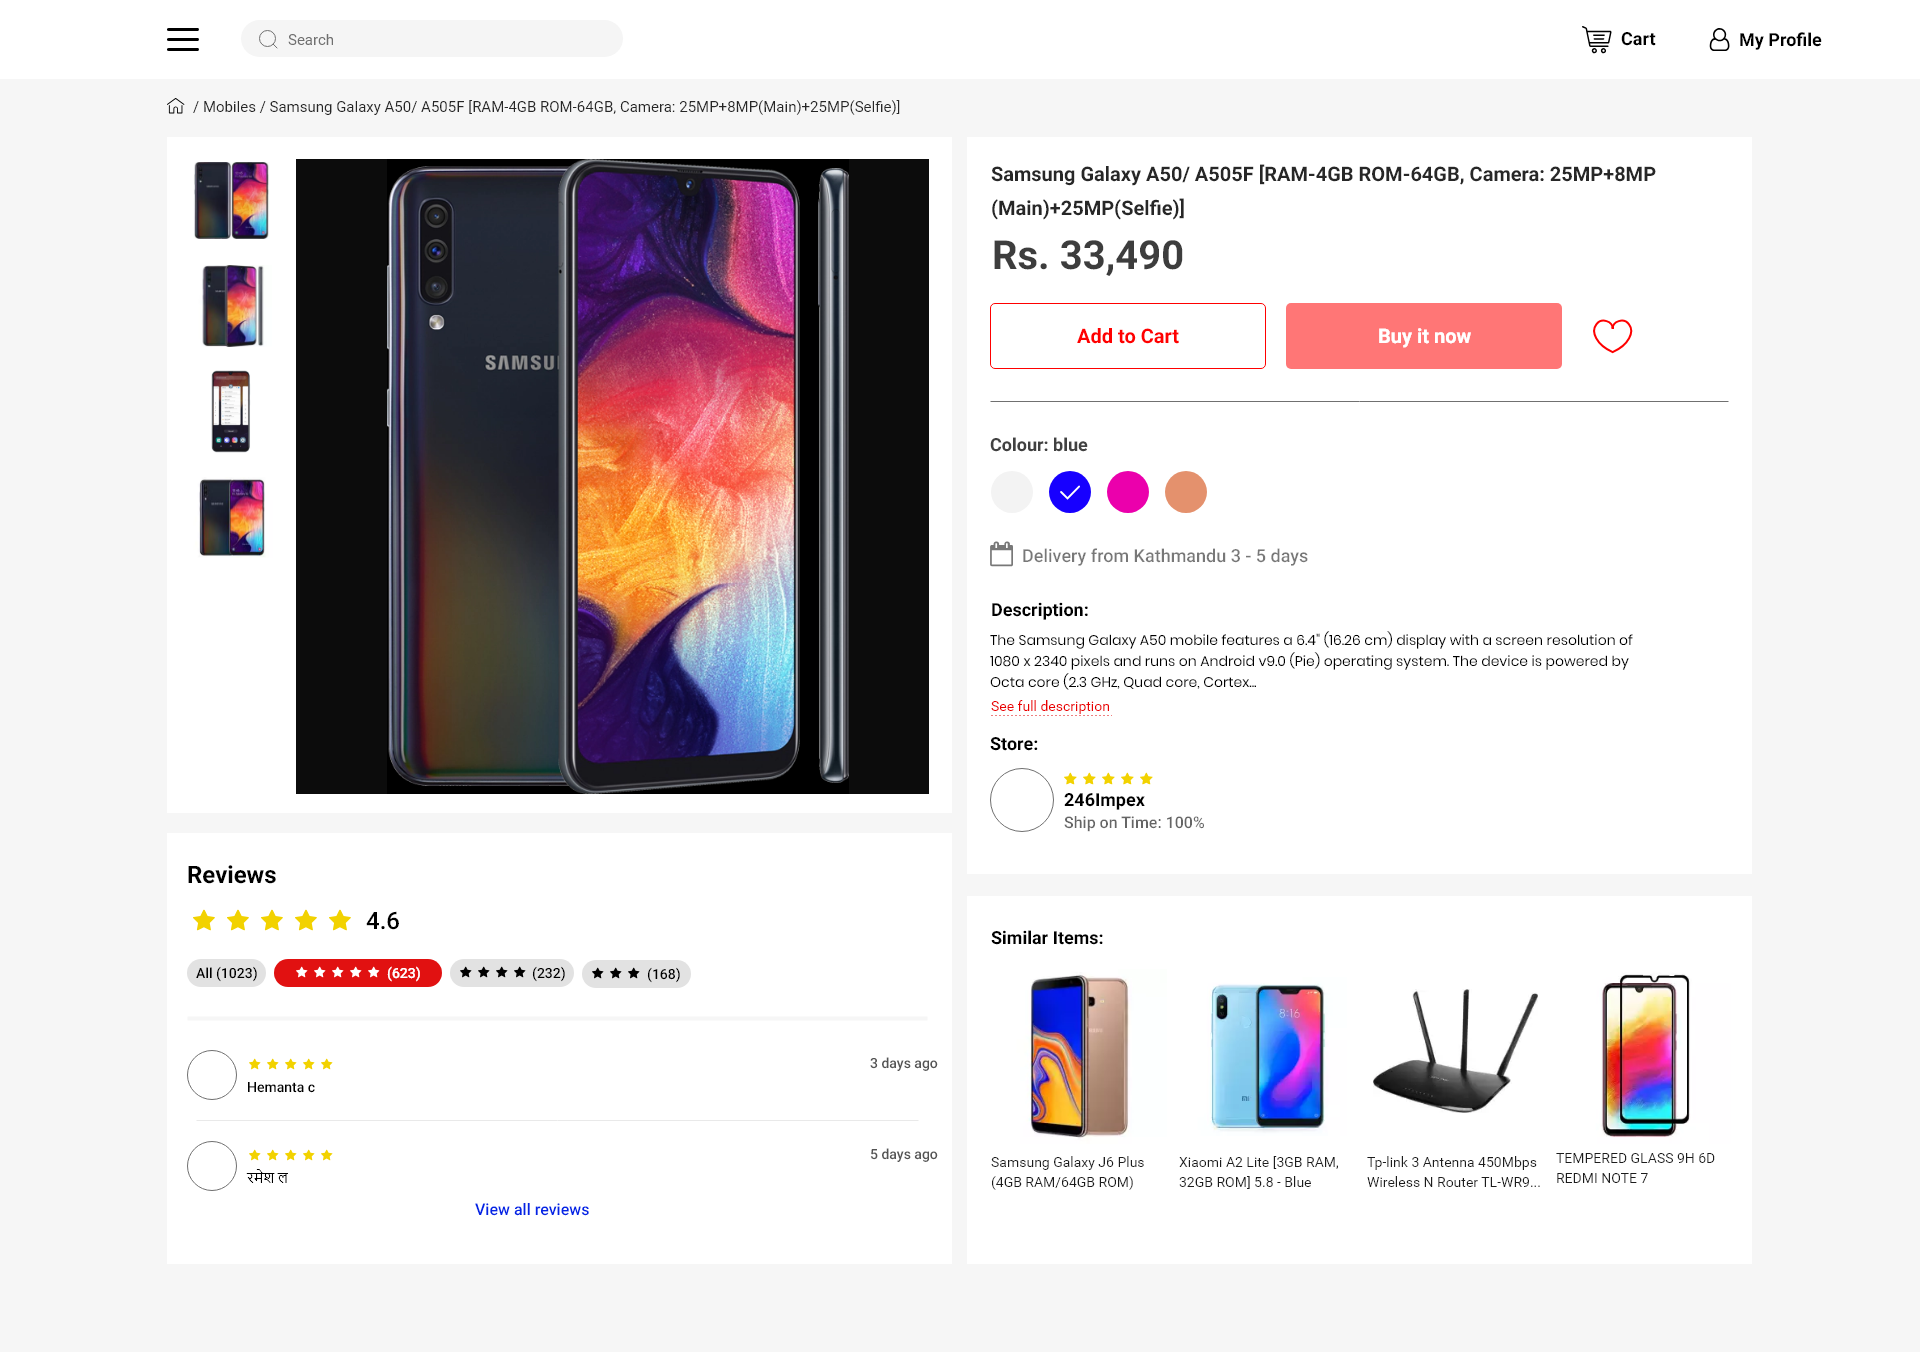 Search
Cart
My Profile
/ Mobiles / Samsung Galaxy A50/ A505F [RAM-4GB ROM-64GB, Camera: 25MP+8MP(Main)+25MP(Selfie)]
SAMSU
Samsung Galaxy A50/ A505F [RAM-4GB ROM-64GB, Camera: 25MP+8MP
(Main)+25MP(Selfie)]
Rs. 33,490
Add to Cart
Buy it now
Colour: blue
Delivery from Kathmandu 3 - 5 days
Description:
The Samsung Galaxy A50 mobile features a 6.4" (16.26 cm) display with a screen resolution of
1080 x 2340 pixels and runs on Android v9.0 (Pie) operating system. The device is powered by
Octa core (2.3 GHz, Quad core, Cortex...
See full description
Store:
246Impex
Ship on Time: 100%
Reviews
4.6
All (1023)
(623)
(232)
(168)
3 days ago
Hemanta c
5 days ago
रमेश ल
View all reviews
Similar Items:
8:16
Samsung Galaxy J6 Plus
(4GB RAM/64GB ROM)
Xiaomi A2 Lite [3GB RAM,
32GB ROM] 5.8 - Blue
Tp-link 3 Antenna 450Mbps
Wireless N Router TL-WR9...
TEMPERED GLASS 9H 6D
REDMI NOTE 7